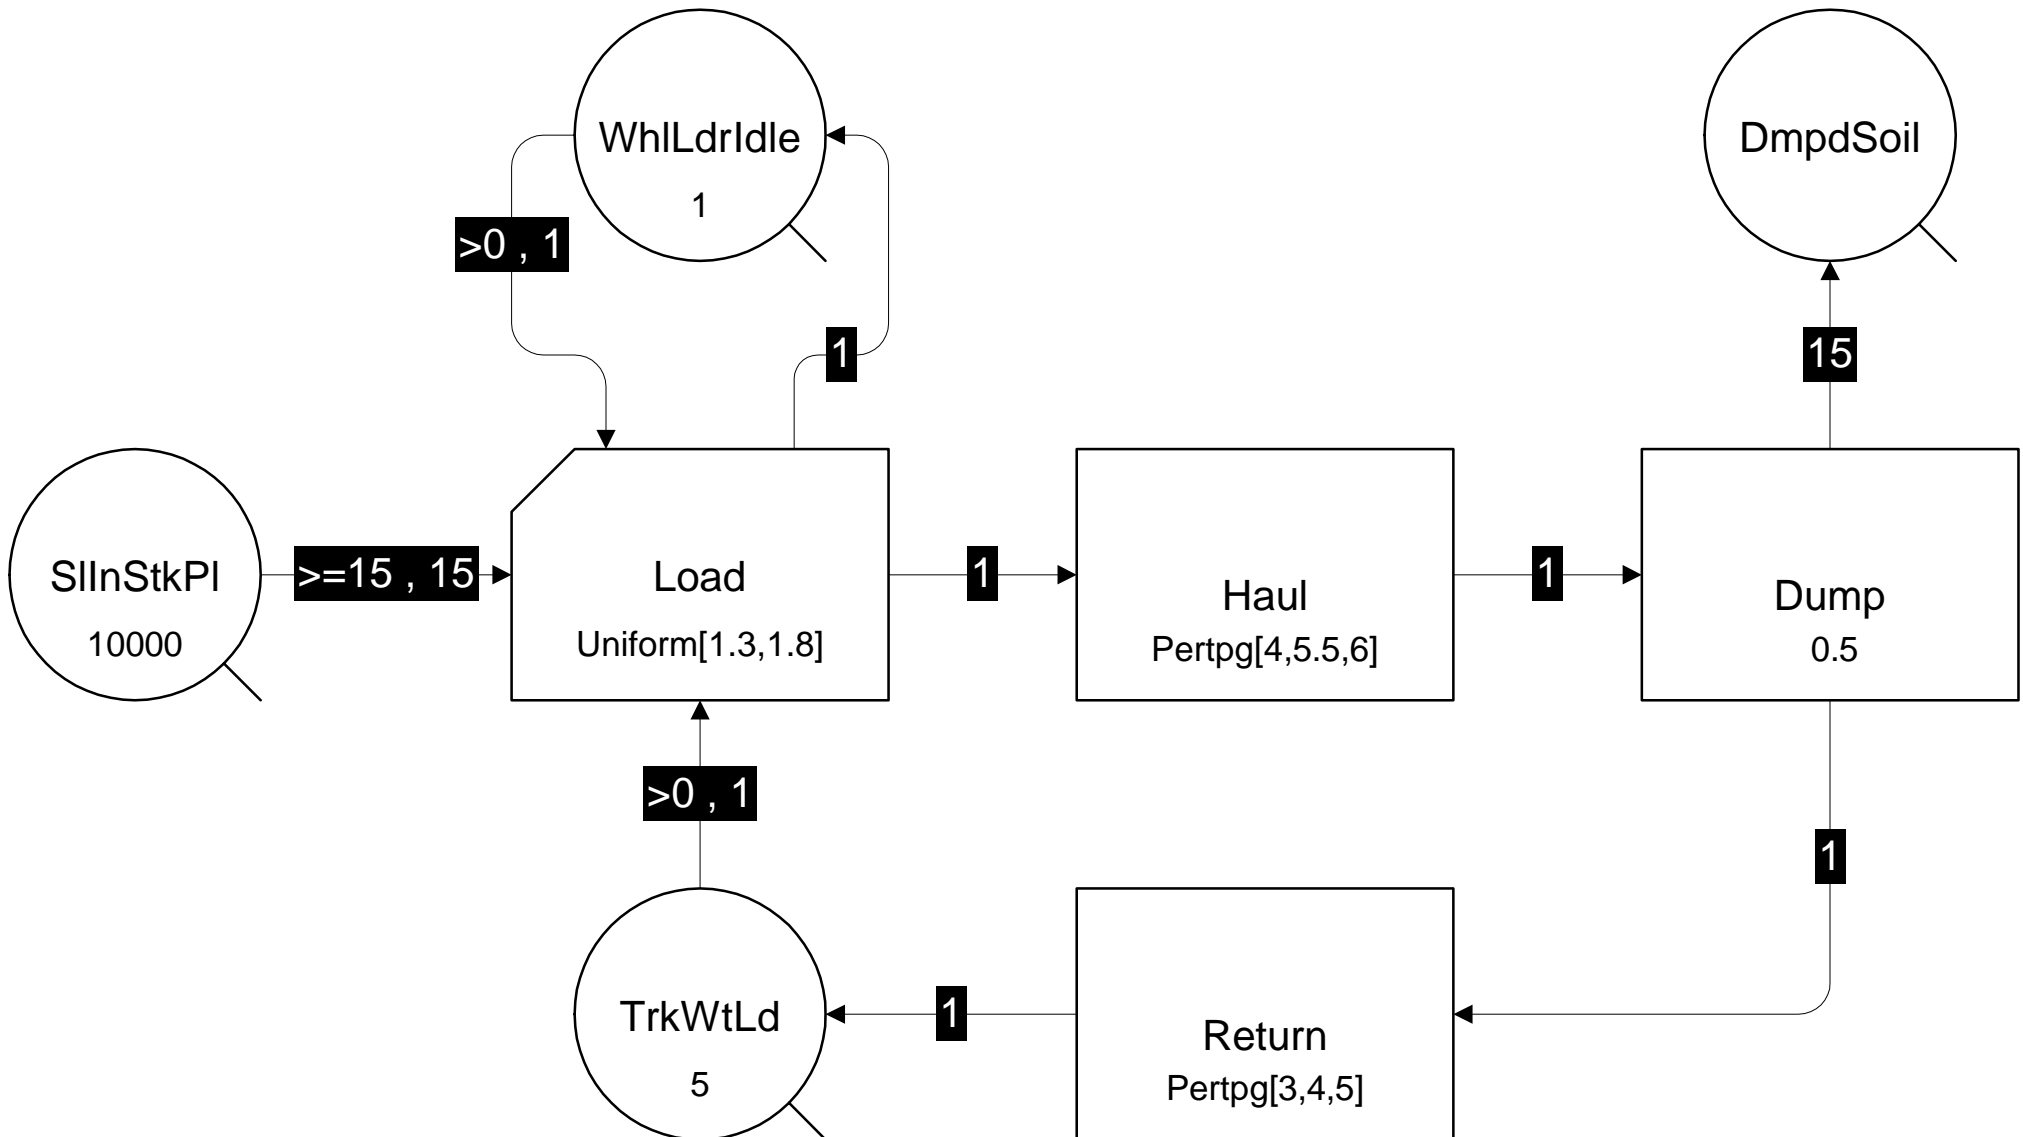 WhlLdrIdle
1
DmpdSoil
>0 , 1
1
15
SlInStkPl
10000
>=15 , 15
Load
Uniform[1.3,1.8]
1
Haul
Pertpg[4,5.5,6]
1
Dump
0.5
>0 , 1
1
TrkWtLd
5
1
Return
Pertpg[3,4,5]